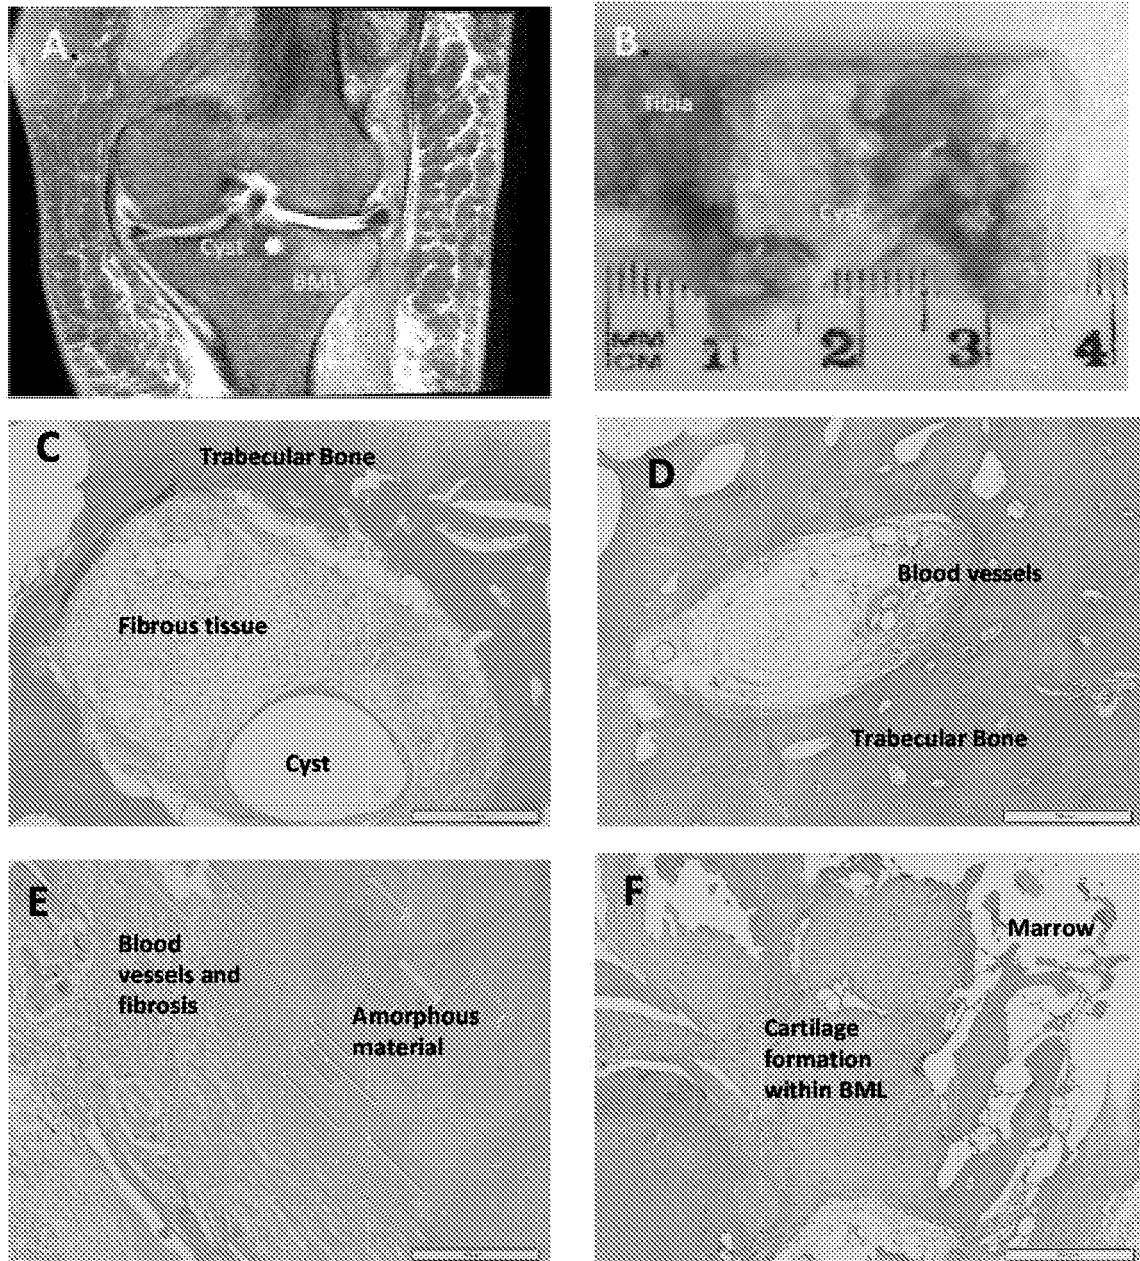 A.
Cyst
BML
B.
Tibia
Cyst
MM
CM 1 2 3 4
C
Trabecular Bone
Fibrous tissue
Cyst
D
Blood vessels
Trabecular Bone
E
Blood
vessels and
fibrosis
Amorphous
material
F
Marrow
Cartilage
formation
within BML